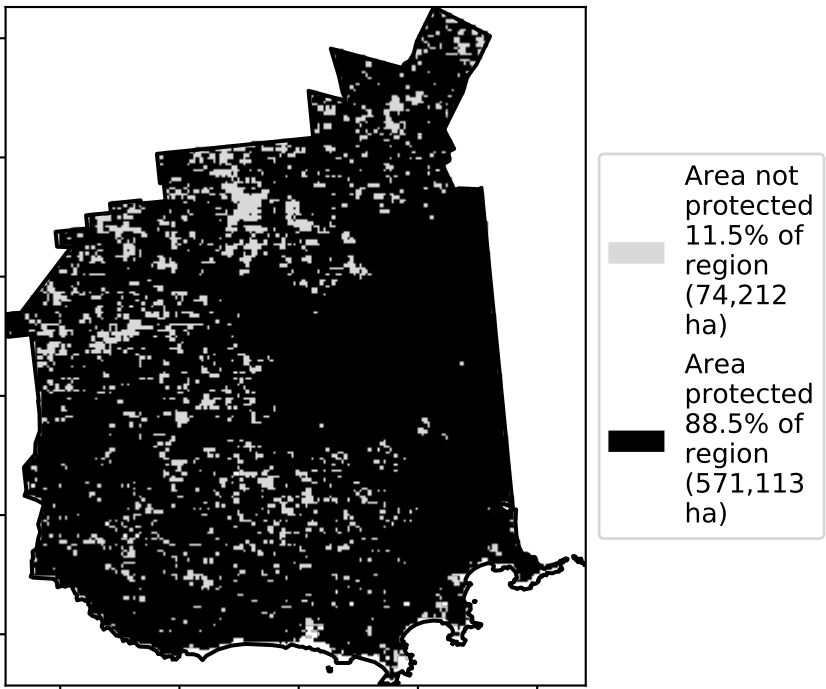 Area not
protected
11.5% of
region
(74,212
ha)
Area
protected
88.5% of
region
(571,113
ha)